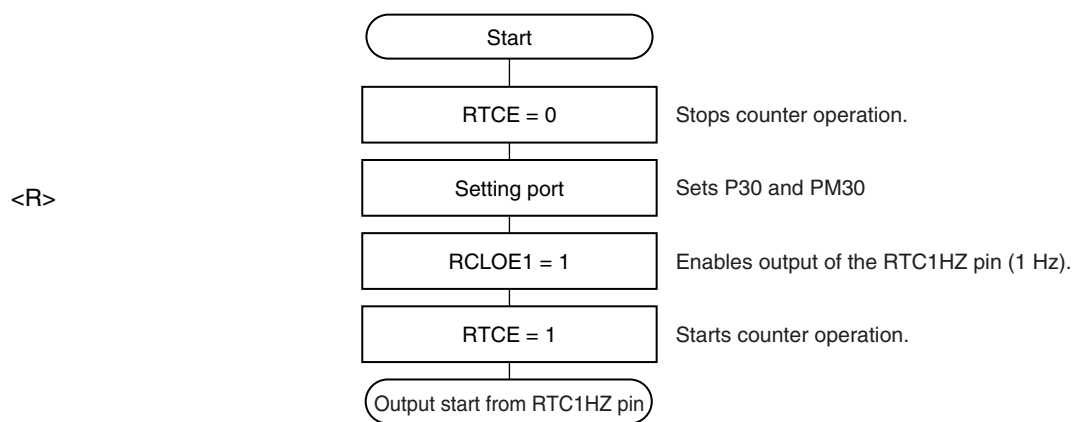 Start
RTCE = 0 Stops counter operation.
<R> Setting port Sets P30 and PM30
RCLOE1 = 1 Enables output of the RTC1HZ pin (1 Hz).
RTCE = 1 Starts counter operation.
Output start from RTC1HZ pin